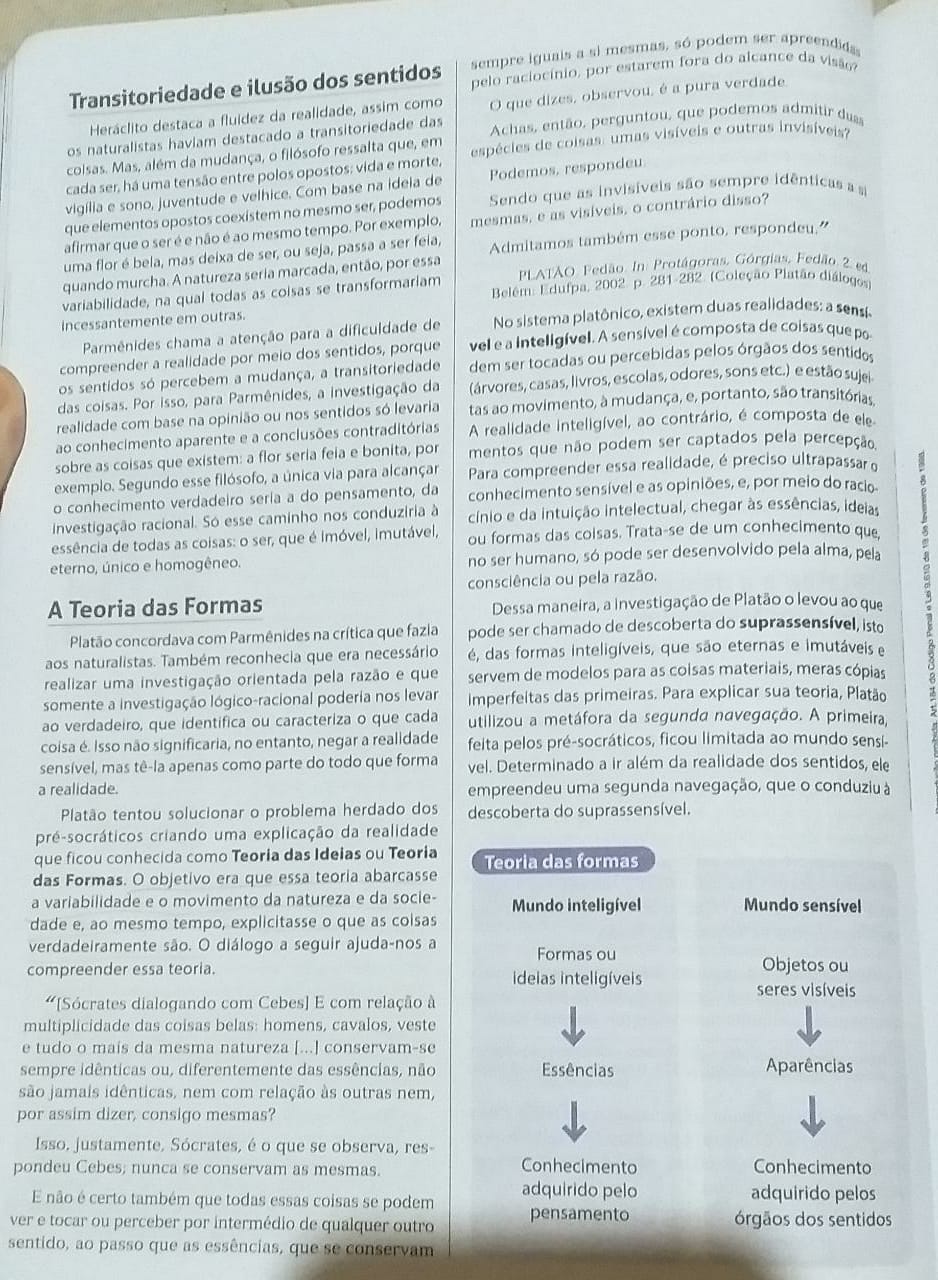 Transitoriedade e ilusão dos sentidos
Heráclito destaca a fluidez da realidade, assim como
os naturalistas haviam destacado a transitoriedade das
coisas. Mas, além da mudança, o filósofo ressalta que, em
cada ser, há uma tensão entre polos opostos: vida e morte,
vigília e sono, juventude e velhice. Com base na ideia de
que elementos opostos coexistem no mesmo ser, podemos
afirmar que o ser é e não é ao mesmo tempo. Por exemplo,
uma flor é bela, mas deixa de ser, ou seja, passa a ser feia,
quando murcha. A natureza seria marcada, então, por essa
variabilidade, na qual todas as coisas se transformariam
incessantemente em outras.
Parmênides chama a atenção para a dificuldade de
compreender a realidade por meio dos sentidos, porque
os sentidos só percebem a mudança, a transitoriedade
das coisas. Por isso, para Parmênides, a investigação da
realidade com base na opinião ou nos sentidos só levaria
ao conhecimento aparente e a conclusões contraditórias
sobre as coisas que existem: a flor seria feia e bonita, por
exemplo. Segundo esse filósofo, a única via para alcançar
o conhecimento verdadeiro seria a do pensamento, da
investigação racional. Só esse caminho nos conduziria à
essência de todas as coisas: o ser, que é imóvel, imutável,
eterno, único e homogêneo.
A Teoria das Formas
Platão concordava com Parmênides na crítica que fazia
aos naturalistas. Também reconhecia que era necessário
realizar uma investigação orientada pela razão e que
somente a investigação lógico-racional poderia nos levar
ao verdadeiro, que identifica ou caracteriza o que cada
coisa é. Isso não significaria, no entanto, negar a realidade
sensível, mas tê-la apenas como parte do todo que forma
a realidade.
Platão tentou solucionar o problema herdado dos
pré-socráticos criando uma explicação da realidade
que ficou conhecida como Teoria das Ideias ou Teoria
das Formas. O objetivo era que essa teoria abarcasse
a variabilidade e o movimento da natureza e da socie-
dade e, ao mesmo tempo, explicitasse o que as coisas
verdadeiramente são. O diálogo a seguir ajuda-nos a
compreender essa teoria.
“[Sócrates dialogando com Cebes] E com relação à
multiplicidade das coisas belas: homens, cavalos, veste
e tudo o mais da mesma natureza [...] conservam-se
sempre idênticas ou, diferentemente das essências, não
são jamais idênticas, nem com relação às outras nem,
por assim dizer, consigo mesmas?
Isso, justamente, Sócrates, é o que se observa, res-
pondeu Cebes; nunca se conservam as mesmas.
E não é certo também que todas essas coisas se podem
ver e tocar ou perceber por intermédio de qualquer outro
sentido, ao passo que as essências, que se conservam
sempre iguais a si mesmas, só podem ser apreendidas
pelo raciocínio, por estarem fora do alcance da visão?
O que dizes, observou, é a pura verdade.
Achas, então, perguntou, que podemos admitir duas
espécies de coisas: umas visíveis e outras invisíveis?
Podemos, respondeu.
Sendo que as invisíveis são sempre idênticas a si
mesmas, e as visíveis, o contrário disso?
Admitamos também esse ponto, respondeu.”
PLATÃO. Fedão. In: Protágoras, Górgias, Fedão. 2. ed.
Belém: Edufpa, 2002. p. 281-282. (Coleção Platão diálogos)
No sistema platônico, existem duas realidades: a sensí-
vel e a inteligível. A sensível é composta de coisas que po-
dem ser tocadas ou percebidas pelos órgãos dos sentidos
(árvores, casas, livros, escolas, odores, sons etc.) e estão sujei-
tas ao movimento, à mudança, e, portanto, são transitórias.
A realidade inteligível, ao contrário, é composta de ele-
mentos que não podem ser captados pela percepção.
Para compreender essa realidade, é preciso ultrapassar o
conhecimento sensível e as opiniões, e, por meio do racio-
cínio e da intuição intelectual, chegar às essências, ideias
ou formas das coisas. Trata-se de um conhecimento que,
no ser humano, só pode ser desenvolvido pela alma, pela
consciência ou pela razão.
Dessa maneira, a investigação de Platão o levou ao que
pode ser chamado de descoberta do suprassensível, isto
é, das formas inteligíveis, que são eternas e imutáveis e
servem de modelos para as coisas materiais, meras cópias
imperfeitas das primeiras. Para explicar sua teoria, Platão
utilizou a metáfora da segunda navegação. A primeira,
feita pelos pré-socráticos, ficou limitada ao mundo sensí-
vel. Determinado a ir além da realidade dos sentidos, ele
empreendeu uma segunda navegação, que o conduziu à
descoberta do suprassensível.
Teoria das formas
Mundo inteligível
Formas ou
ideias inteligíveis
Essências
Conhecimento
adquirido pelo
pensamento
Mundo sensível
Objetos ou
seres visíveis
Aparências
Conhecimento
adquirido pelos
órgãos dos sentidos
Art. 184 do Código Penal e Lei 9.610 de 19 de fevereiro de 1998.